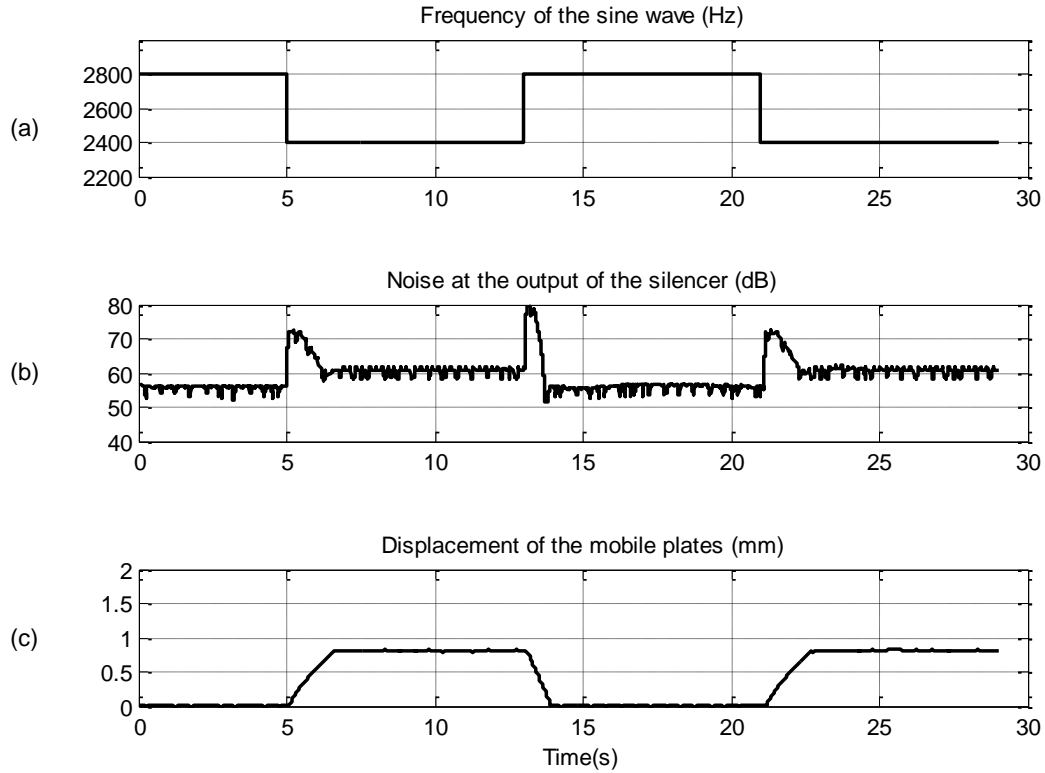 Frequency of the sine wave (Hz)
(a)
2800
2600
2400
2200
0 5 10 15 20 25 30
Noise at the output of the silencer (dB)
(b)
80
70
60
50
40
0 5 10 15 20 25 30
Displacement of the mobile plates (mm)
(c)
2
1.5
1
0.5
0
0 5 10 15 20 25 30
Time(s)